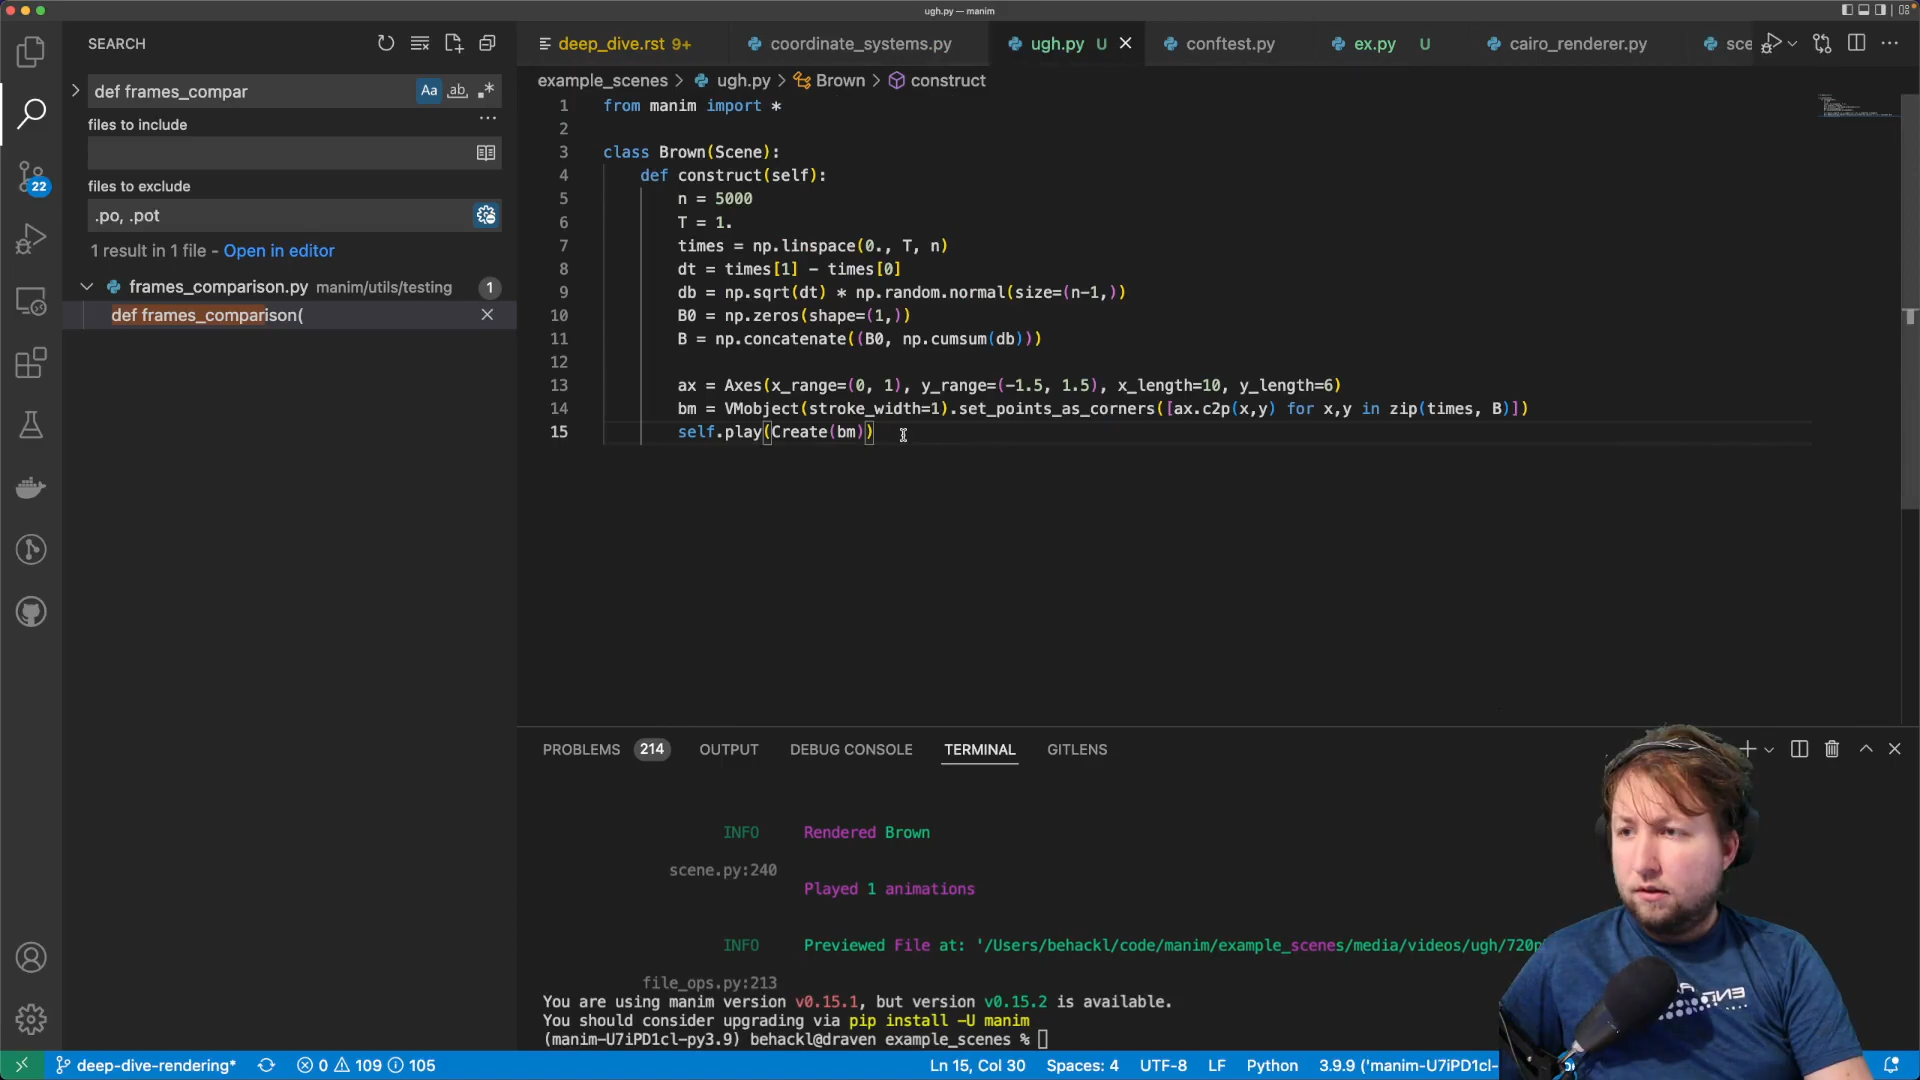 ugh.py — manim
SEARCH
def frames_compar
Aa
ab
files to include
files to exclude
.po, .pot
1 result in 1 file - Open in editor
frames_comparison.py manim/utils/testing 1
def frames_comparison(
22
deep_dive.rst 9+
coordinate_systems.py
ugh.py U
conftest.py
ex.py U
cairo_renderer.py
sce
example_scenes > ugh.py > Brown > construct
1 from manim import *
2
3 class Brown(Scene):
4 def construct(self):
5 n = 5000
6 T = 1.
7 times = np.linspace(0., T, n)
8 dt = times[1] - times[0]
9 db = np.sqrt(dt) * np.random.normal(size=(n-1,))
10 B0 = np.zeros(shape=(1,))
11 B = np.concatenate((B0, np.cumsum(db)))
12
13 ax = Axes(x_range=(0, 1), y_range=(-1.5, 1.5), x_length=10, y_length=6)
14 bm = VMobject(stroke_width=1).set_points_as_corners([ax.c2p(x,y) for x,y in zip(times, B)])
15 self.play(Create(bm))
PROBLEMS 214 OUTPUT DEBUG CONSOLE TERMINAL GITLENS
INFO Rendered Brown
scene.py:240
Played 1 animations
INFO Previewed File at: '/Users/behackl/code/manim/example_scenes/media/videos/ugh/720p
file_ops.py:213
You are using manim version v0.15.1, but version v0.15.2 is available.
You should consider upgrading via pip install -U manim
(manim-U7iPD1cl-py3.9) behackl@draven example_scenes %
deep-dive-rendering* 0 109 105
Ln 15, Col 30 Spaces: 4 UTF-8 LF Python 3.9.9 ('manim-U7iPD1cl-